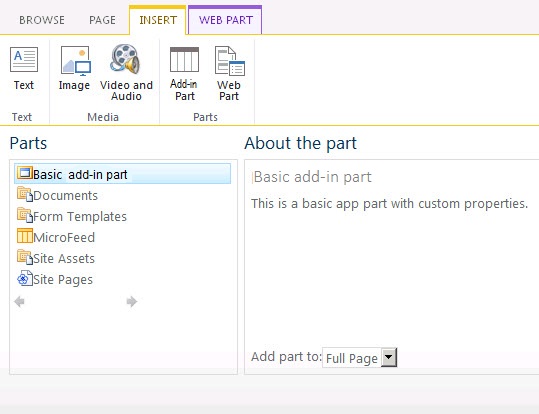 BROWSE PAGE INSERT WEB PART
Text Image Video and Audio Add-in Part Web Part
Text Media Parts
Parts
Basic add-in part
Documents
Form Templates
MicroFeed
Site Assets
Site Pages
About the part
Basic add-in part
This is a basic app part with custom properties.
Add part to: Full Page